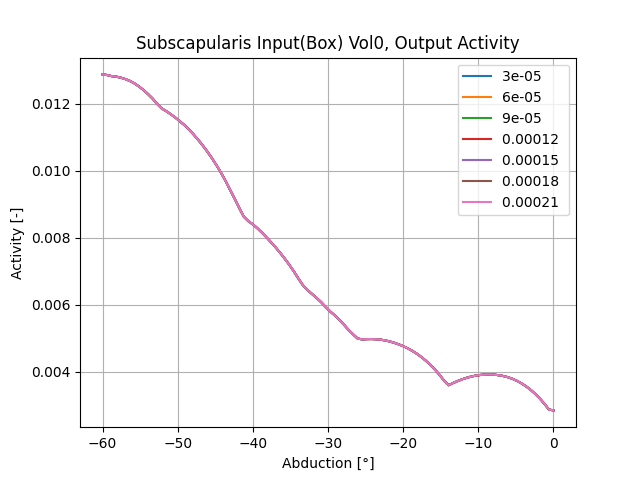 Subscapularis Input(Box) Vol0, Output Activity
3e-05
6e-05
9e-05
0.00012
0.00015
0.00018
0.00021
0.012
0.010
0.008
0.006
0.004
Activity [-]
−60 −50 −40 −30 −20 −10 0
Abduction [°]